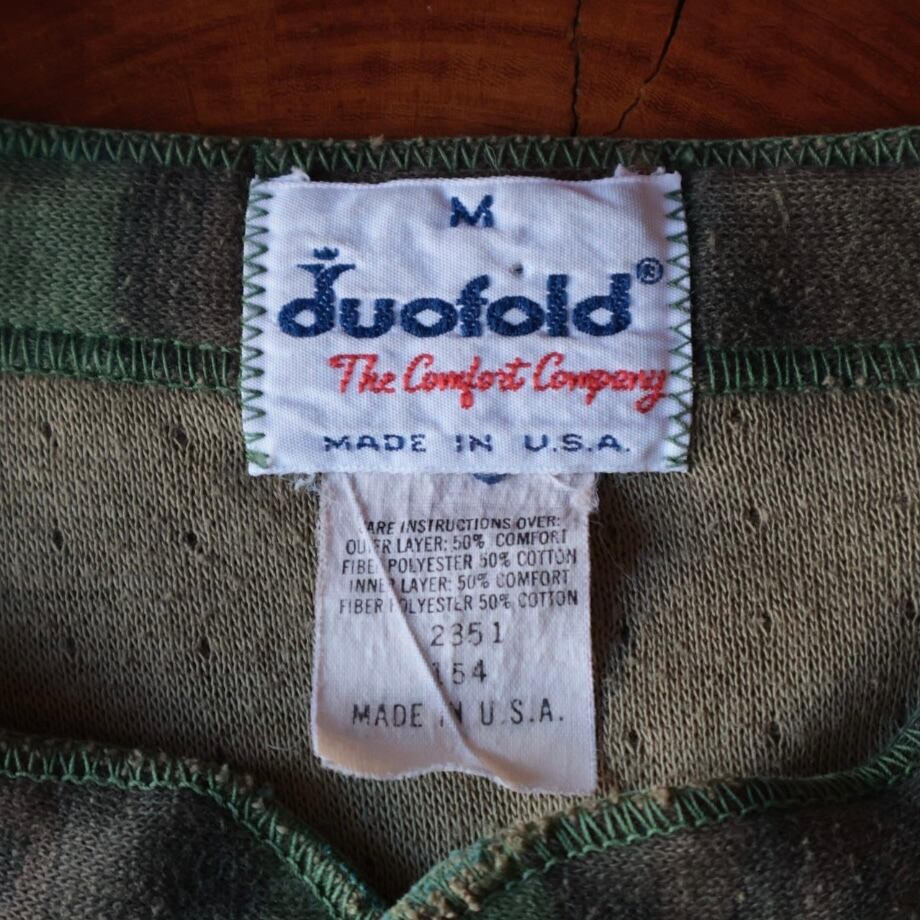 M
duofold®
The Comfort Company
MADE IN U.S.A.
ARE INSTRUCTIONS OVER:
OUTER LAYER: 50% COMFORT
FIBER POLYESTER 50% COTTON
INNER LAYER: 50% COMFORT
FIBER POLYESTER 50% COTTON
2351
154
MADE IN U.S.A.